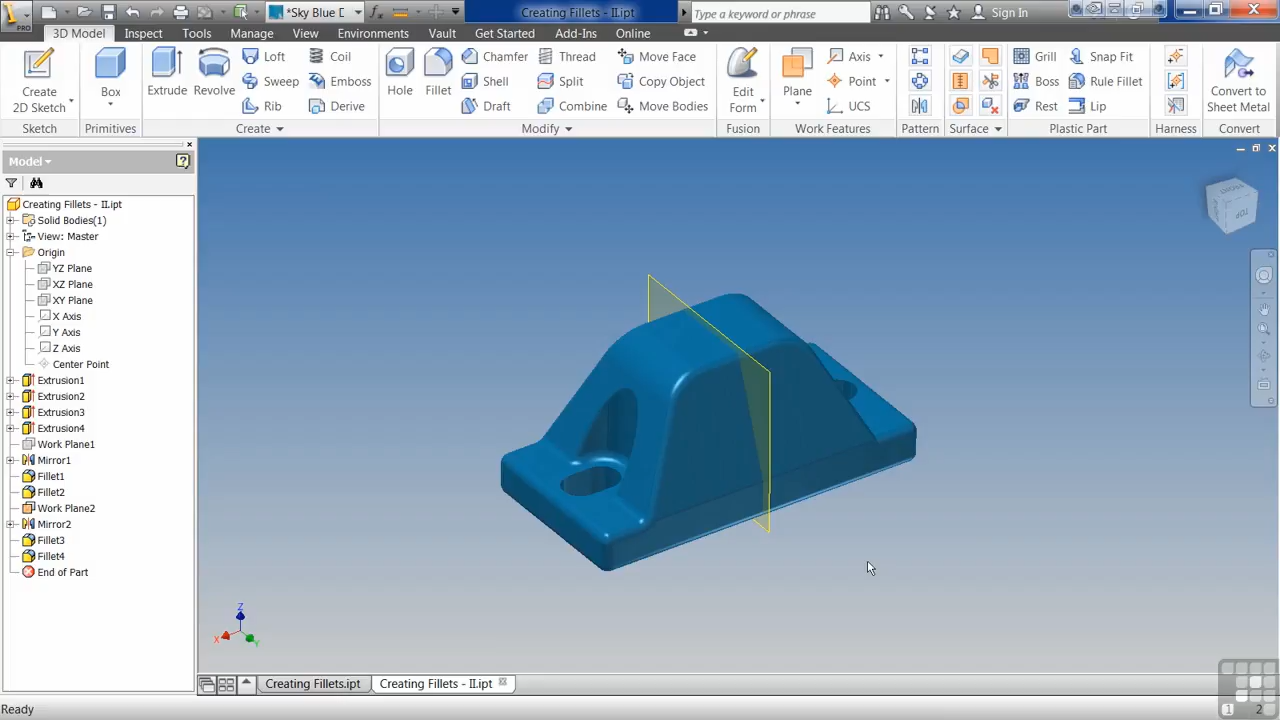 PRO
*Sky Blue D
Creating Fillets - II.ipt
Type a keyword or phrase
Sign In
3D Model Inspect Tools Manage View Environments Vault Get Started Add-Ins Online
Create
2D Sketch
Sketch
Box
Primitives
Extrude Revolve
Loft Coil
Sweep Emboss
Rib Derive
Create
Hole Fillet
Chamfer Thread Move Face
Shell Split Copy Object
Draft Combine Move Bodies
Modify
Edit
Form
Fusion
Plane
Axis
Point
UCS
Work Features
Pattern
Surface
Grill Snap Fit
Boss Rule Fillet
Rest Lip
Plastic Part
Harness
Convert to
Sheet Metal
Convert
Model
Creating Fillets - II.ipt
Solid Bodies(1)
View: Master
Origin
YZ Plane
XZ Plane
XY Plane
X Axis
Y Axis
Z Axis
Center Point
Extrusion1
Extrusion2
Extrusion3
Extrusion4
Work Plane1
Mirror1
Fillet1
Fillet2
Work Plane2
Mirror2
Fillet3
Fillet4
End of Part
TOP
Z
X
Y
Creating Fillets.ipt Creating Fillets - II.ipt
Ready
1 2